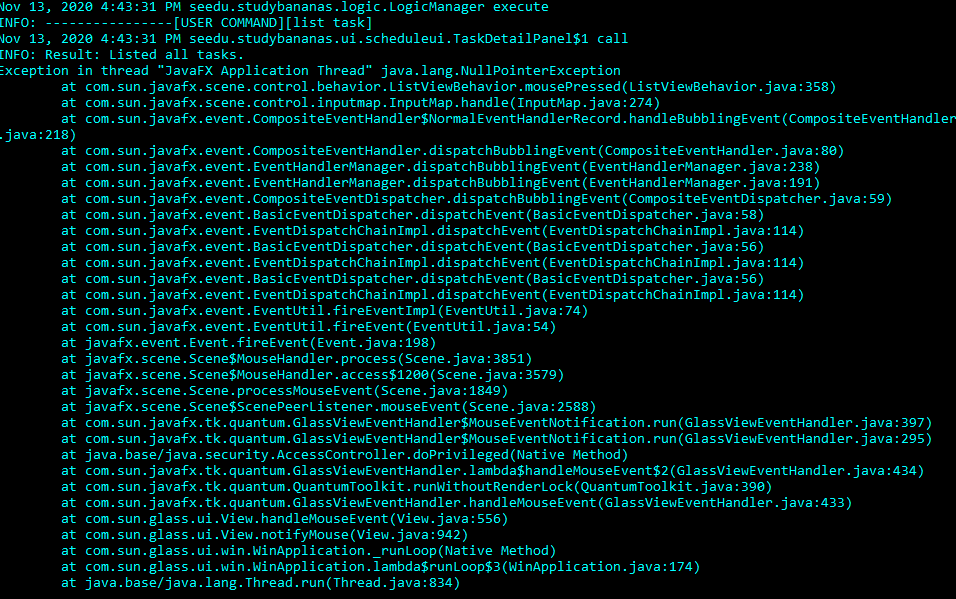 Nov 13, 2020 4:43:31 PM seedu.studybananas.logic.LogicManager execute
INFO: ----------------[USER COMMAND][list task]
Nov 13, 2020 4:43:31 PM seedu.studybananas.ui.scheduleui.TaskDetailPanel$1 call
INFO: Result: Listed all tasks.
Exception in thread "JavaFX Application Thread" java.lang.NullPointerException
at com.sun.javafx.scene.control.behavior.ListViewBehavior.mousePressed(ListViewBehavior.java:358)
at com.sun.javafx.scene.control.inputmap.InputMap.handle(InputMap.java:274)
at com.sun.javafx.event.CompositeEventHandler$NormalEventHandlerRecord.handleBubblingEvent(CompositeEventHandler
.java:218)
at com.sun.javafx.event.CompositeEventHandler.dispatchBubblingEvent(CompositeEventHandler.java:80)
at com.sun.javafx.event.EventHandlerManager.dispatchBubblingEvent(EventHandlerManager.java:238)
at com.sun.javafx.event.EventHandlerManager.dispatchBubblingEvent(EventHandlerManager.java:191)
at com.sun.javafx.event.CompositeEventDispatcher.dispatchBubblingEvent(CompositeEventDispatcher.java:59)
at com.sun.javafx.event.BasicEventDispatcher.dispatchEvent(BasicEventDispatcher.java:58)
at com.sun.javafx.event.EventDispatchChainImpl.dispatchEvent(EventDispatchChainImpl.java:114)
at com.sun.javafx.event.BasicEventDispatcher.dispatchEvent(BasicEventDispatcher.java:56)
at com.sun.javafx.event.EventDispatchChainImpl.dispatchEvent(EventDispatchChainImpl.java:114)
at com.sun.javafx.event.BasicEventDispatcher.dispatchEvent(BasicEventDispatcher.java:56)
at com.sun.javafx.event.EventDispatchChainImpl.dispatchEvent(EventDispatchChainImpl.java:114)
at com.sun.javafx.event.EventUtil.fireEventImpl(EventUtil.java:74)
at com.sun.javafx.event.EventUtil.fireEvent(EventUtil.java:54)
at javafx.event.Event.fireEvent(Event.java:198)
at javafx.scene.Scene$MouseHandler.process(Scene.java:3851)
at javafx.scene.Scene$MouseHandler.access$1200(Scene.java:3579)
at javafx.scene.Scene.processMouseEvent(Scene.java:1849)
at javafx.scene.Scene$ScenePeerListener.mouseEvent(Scene.java:2588)
at com.sun.javafx.tk.quantum.GlassViewEventHandler$MouseEventNotification.run(GlassViewEventHandler.java:397)
at com.sun.javafx.tk.quantum.GlassViewEventHandler$MouseEventNotification.run(GlassViewEventHandler.java:295)
at java.base/java.security.AccessController.doPrivileged(Native Method)
at com.sun.javafx.tk.quantum.GlassViewEventHandler.lambda$handleMouseEvent$2(GlassViewEventHandler.java:434)
at com.sun.javafx.tk.quantum.QuantumToolkit.runWithoutRenderLock(QuantumToolkit.java:390)
at com.sun.javafx.tk.quantum.GlassViewEventHandler.handleMouseEvent(GlassViewEventHandler.java:433)
at com.sun.glass.ui.View.handleMouseEvent(View.java:556)
at com.sun.glass.ui.View.notifyMouse(View.java:942)
at com.sun.glass.ui.win.WinApplication._runLoop(Native Method)
at com.sun.glass.ui.win.WinApplication.lambda$runLoop$3(WinApplication.java:174)
at java.base/java.lang.Thread.run(Thread.java:834)